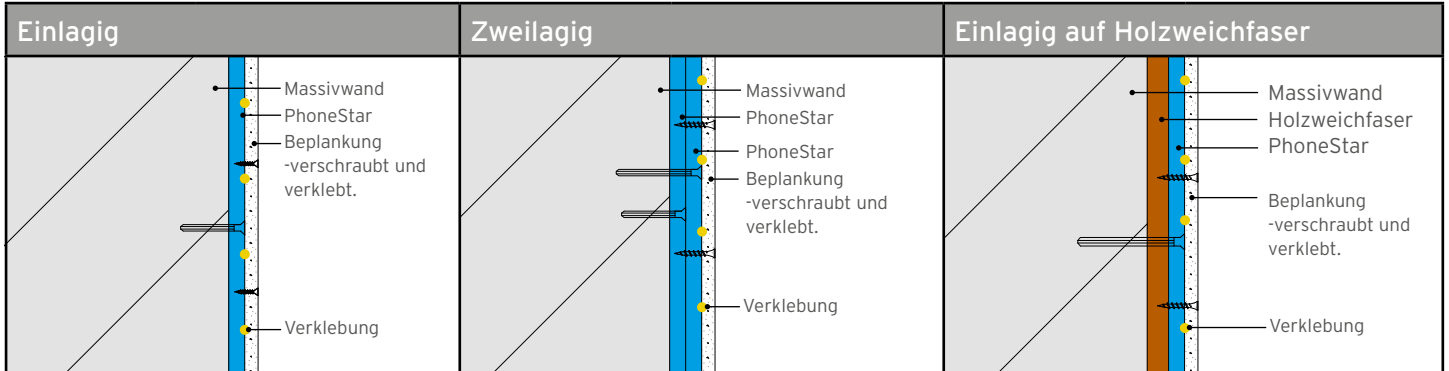 Einlagig
Massivwand
PhoneStar
Beplankung
-verschraubt und
verklebt.
Verklebung
Zweilagig
Massivwand
PhoneStar
PhoneStar
Beplankung
-verschraubt und
verklebt.
Verklebung
Einlagig auf Holzweichfaser
Massivwand
Holzweichfaser
PhoneStar
Beplankung
-verschraubt und
verklebt.
Verklebung